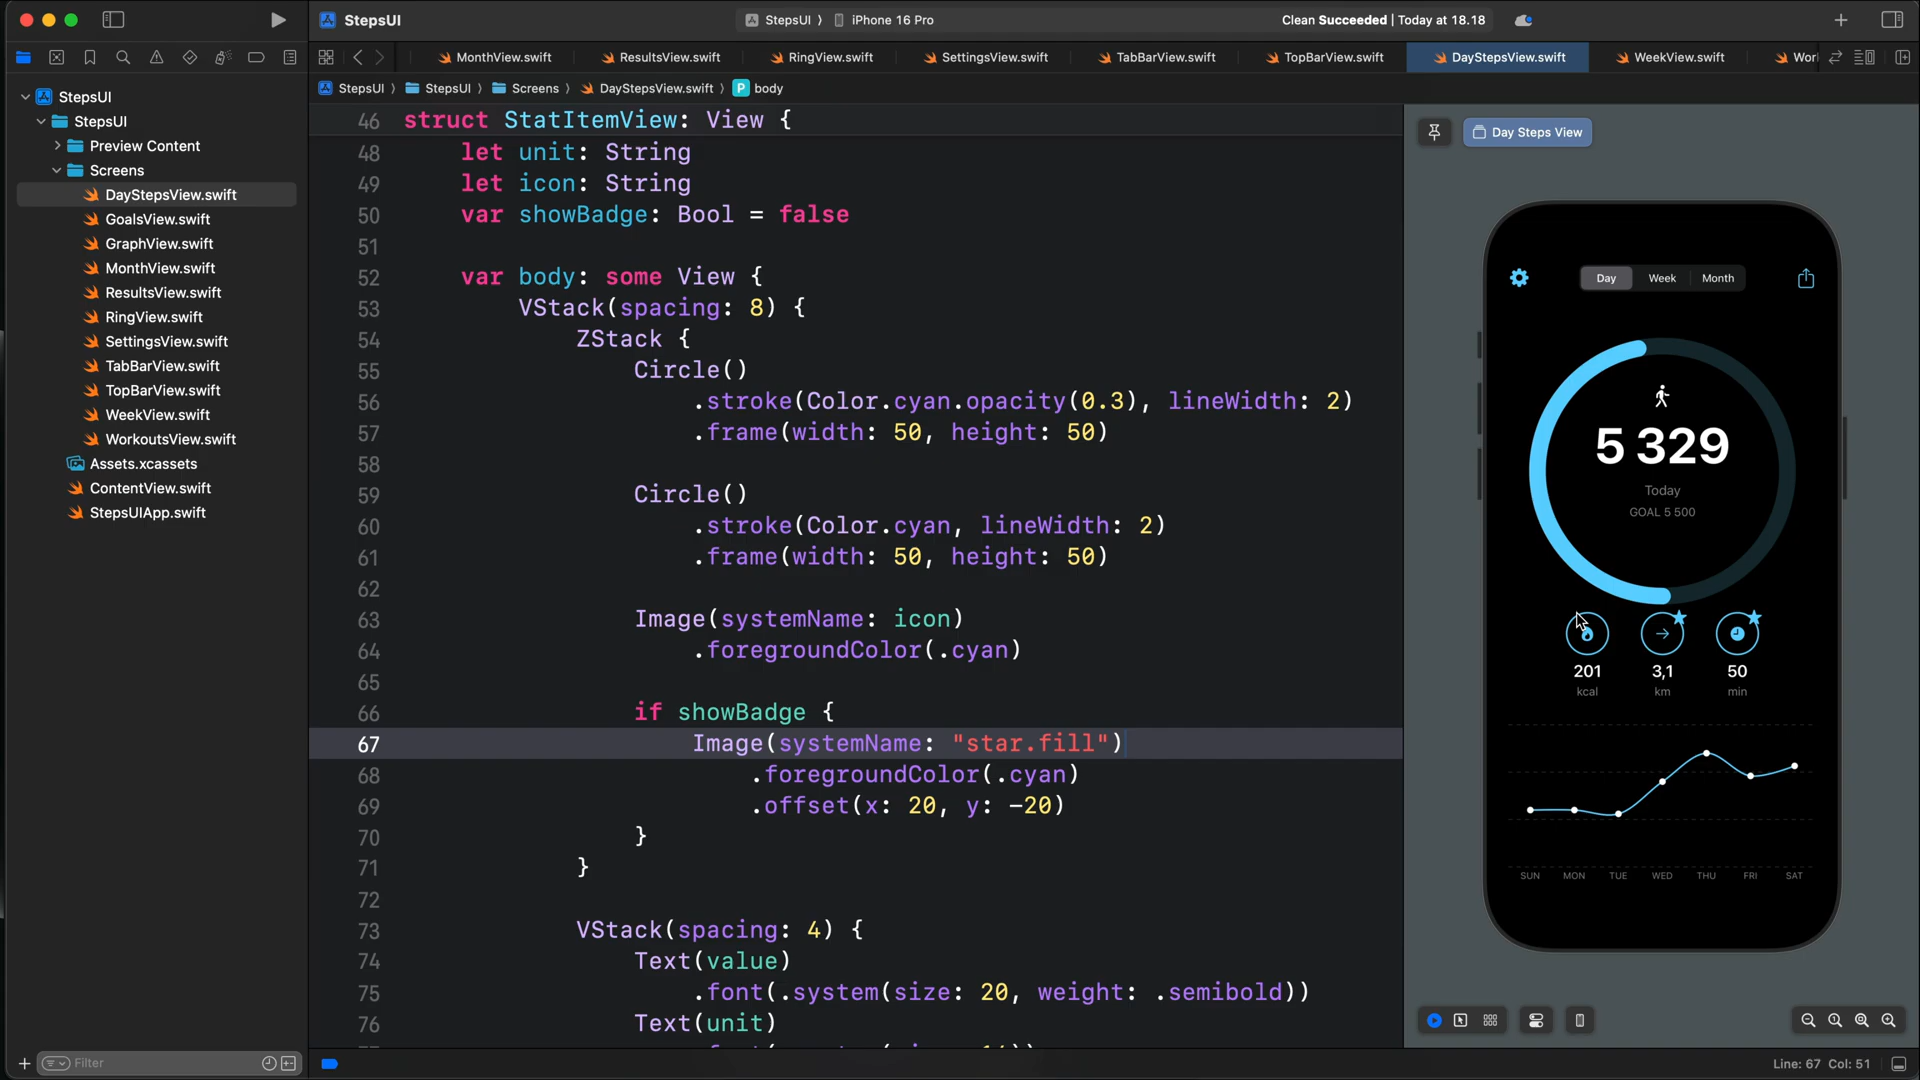 StepsUI
StepsUI ⟩ iPhone 16 Pro
Clean Succeeded | Today at 18.18
MonthView.swift
ResultsView.swift
RingView.swift
SettingsView.swift
TabBarView.swift
TopBarView.swift
DayStepsView.swift
WeekView.swift
Wor
StepsUI ⟩ StepsUI ⟩ Screens ⟩ DayStepsView.swift ⟩ P body
StepsUI
StepsUI
Preview Content
Screens
DayStepsView.swift
GoalsView.swift
GraphView.swift
MonthView.swift
ResultsView.swift
RingView.swift
SettingsView.swift
TabBarView.swift
TopBarView.swift
WeekView.swift
WorkoutsView.swift
Assets.xcassets
ContentView.swift
StepsUIApp.swift
Filter
46 struct StatItemView: View {
48 let unit: String
49 let icon: String
50 var showBadge: Bool = false
51
52 var body: some View {
53 VStack(spacing: 8) {
54 ZStack {
55 Circle()
56 .stroke(Color.cyan.opacity(0.3), lineWidth: 2)
57 .frame(width: 50, height: 50)
58
59 Circle()
60 .stroke(Color.cyan, lineWidth: 2)
61 .frame(width: 50, height: 50)
62
63 Image(systemName: icon)
64 .foregroundColor(.cyan)
65
66 if showBadge {
67 Image(systemName: "star.fill")
68 .foregroundColor(.cyan)
69 .offset(x: 20, y: -20)
70 }
71 }
72
73 VStack(spacing: 4) {
74 Text(value)
75 .font(.system(size: 20, weight: .semibold))
76 Text(unit)
Day Steps View
Day Week Month
5 329
Today
GOAL 5 500
201 3,1 50
kcal km min
SUN MON TUE WED THU FRI SAT
Line: 67 Col: 51